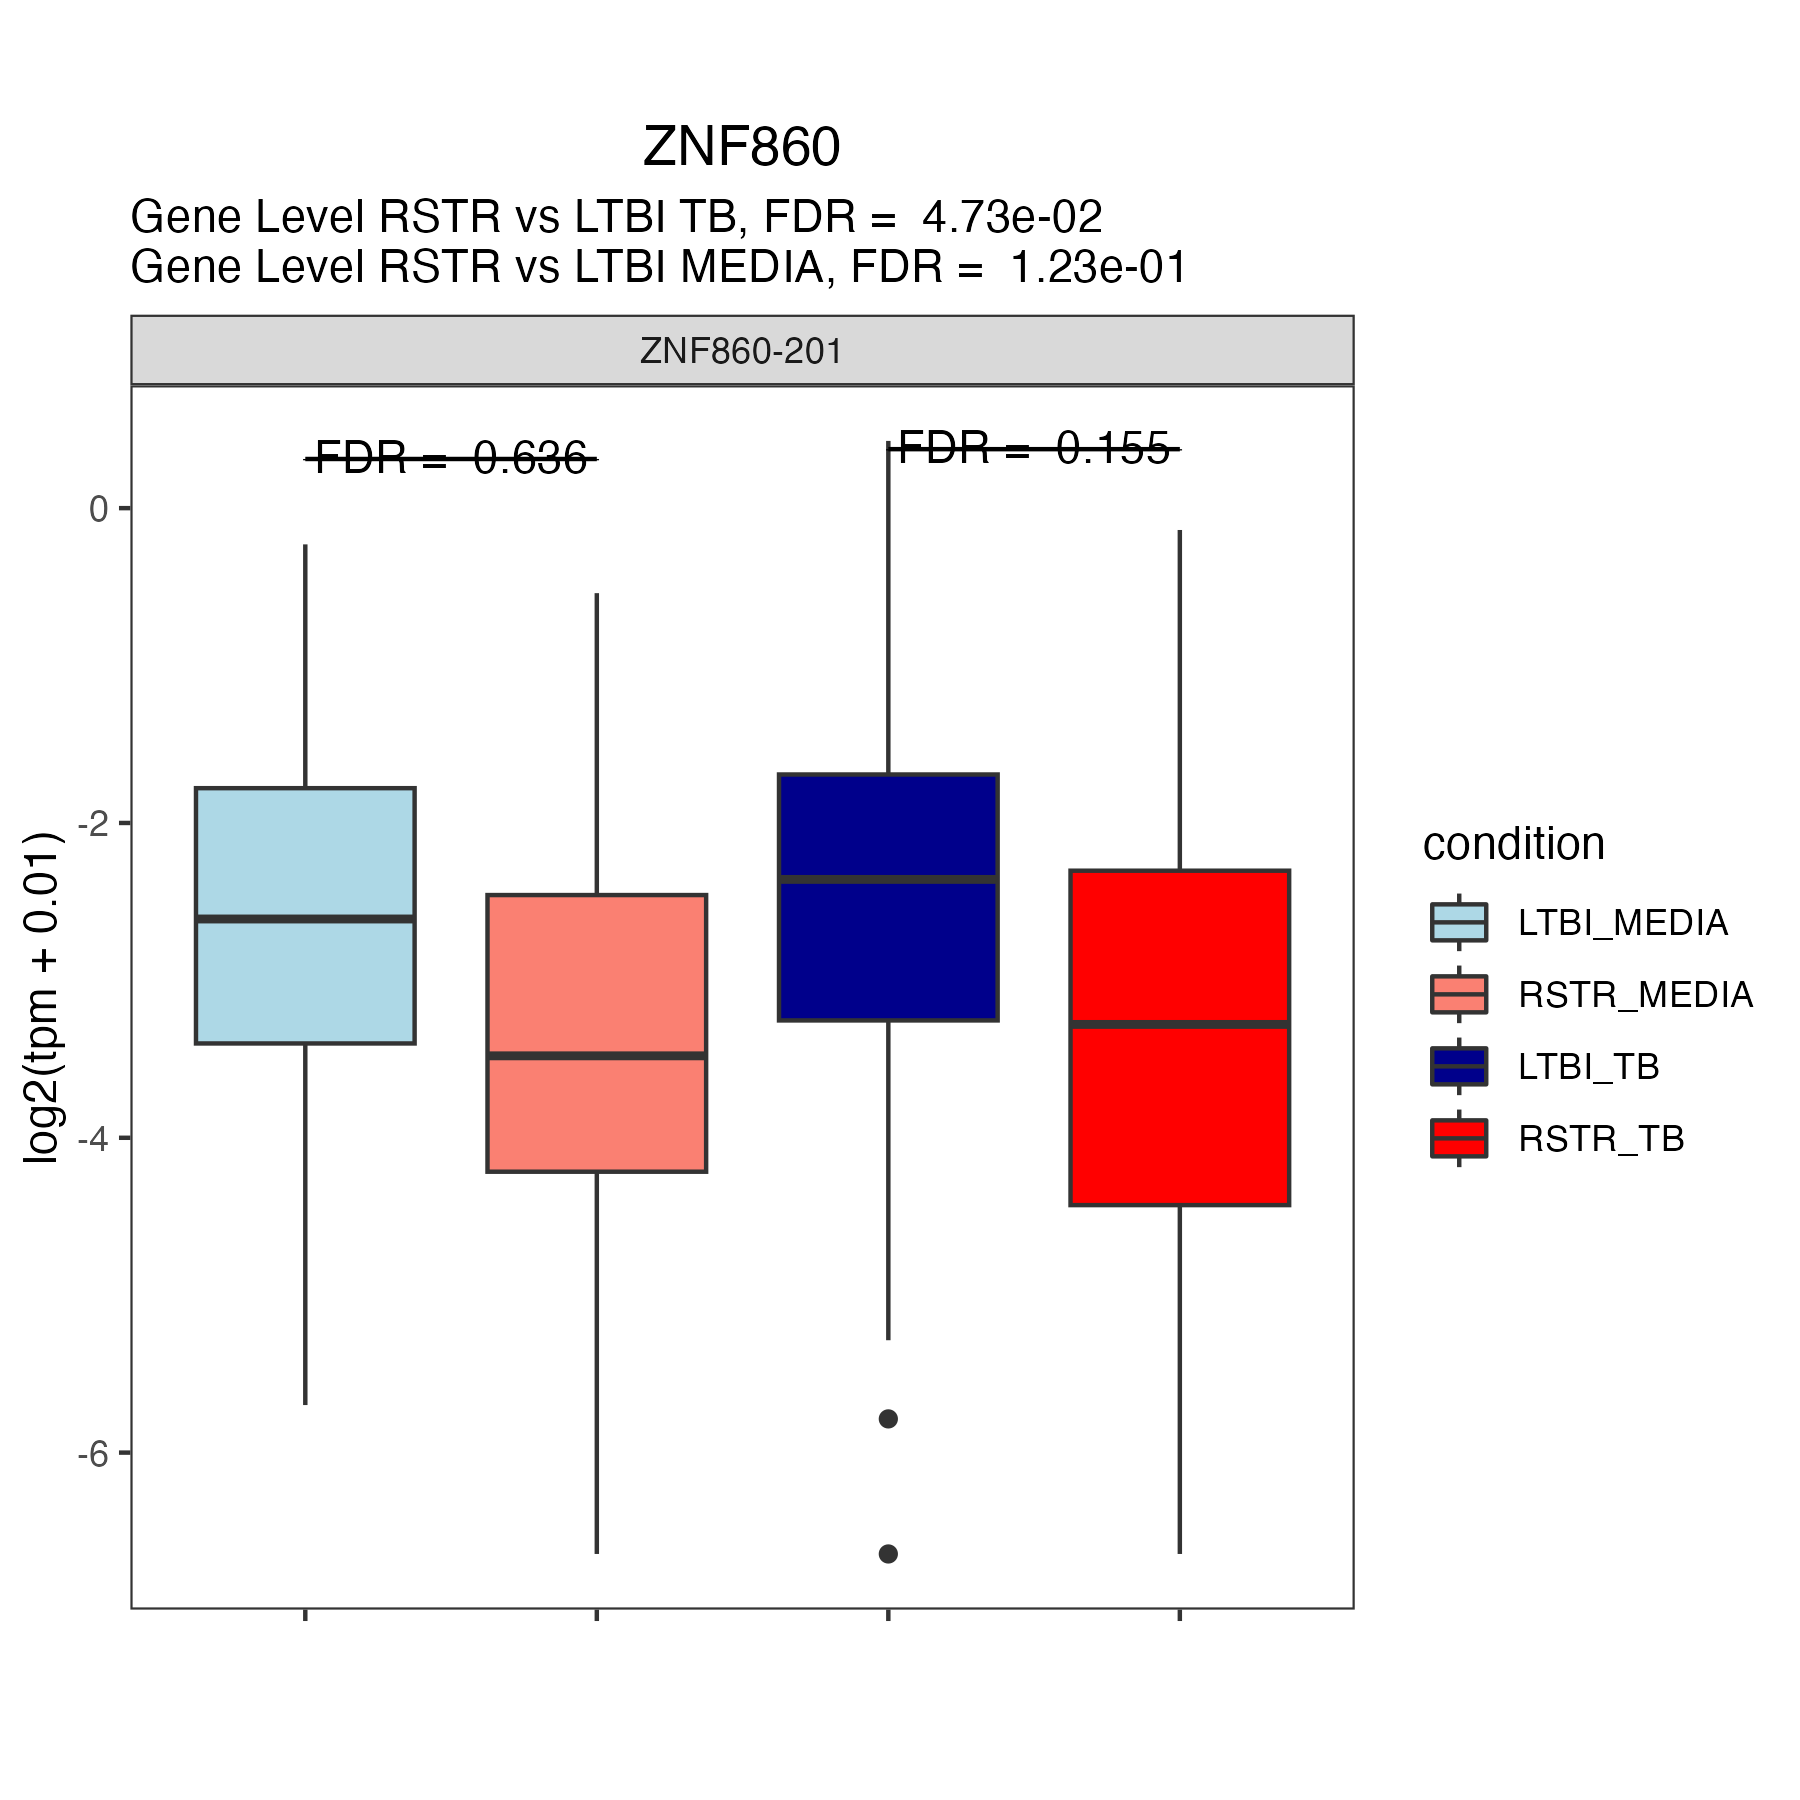 ZNF860
Gene Level RSTR vs LTBI TB, FDR =  4.73e-02
Gene Level RSTR vs LTBI MEDIA, FDR =  1.23e-01
ZNF860-201
FDR =  0.636
FDR =  0.155
0
-2
-4
-6
log2(tpm + 0.01)
condition
LTBI_MEDIA
RSTR_MEDIA
LTBI_TB
RSTR_TB